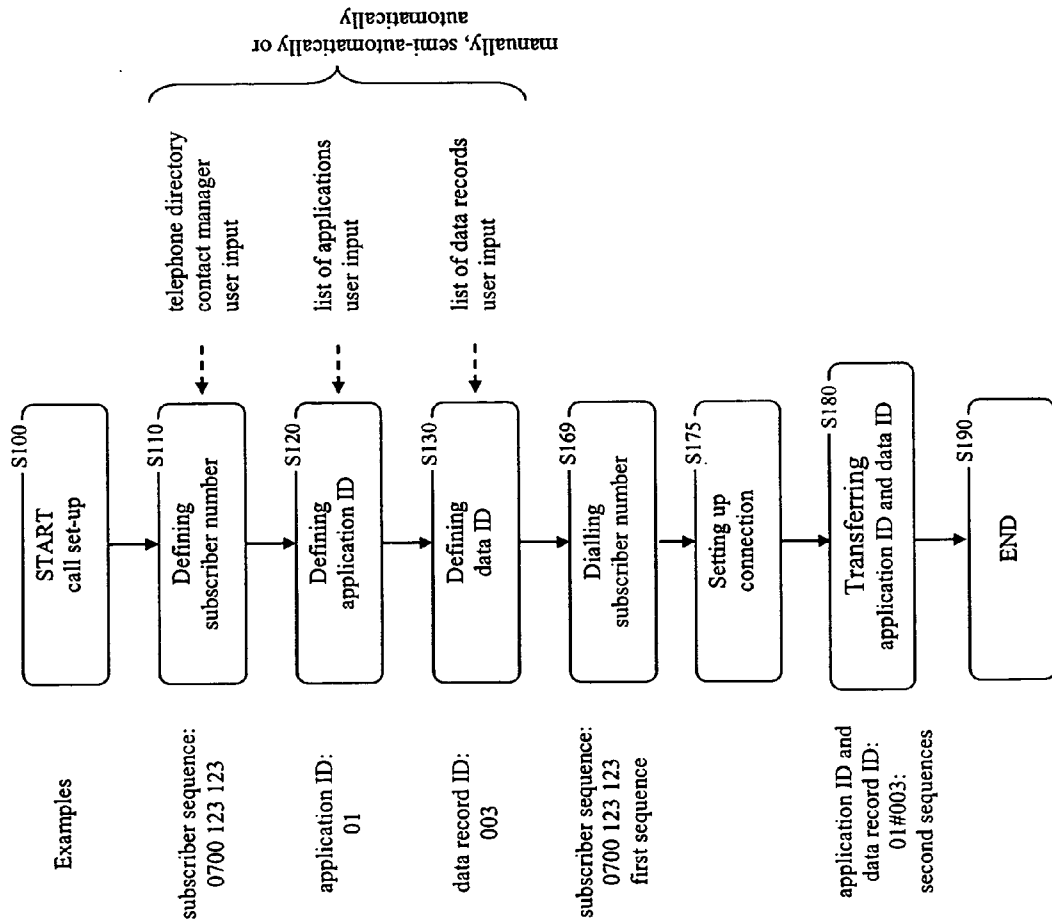 Examples
START
call set-up
S100
subscriber sequence:
0700 123 123
Defining
subscriber number
S110
telephone directory
contact manager
user input
application ID:
01
Defining
application ID
S120
list of applications
user input
data record ID:
003
Defining
data ID
S130
list of data records
user input
manually, semi-automatically or
automatically
subscriber sequence:
0700 123 123
first sequence
Dialling
subscriber number
S169
Setting up
connection
S175
application ID and
data record ID:
01#003:
second sequences
Transferring
application ID and data ID
S180
END
S190